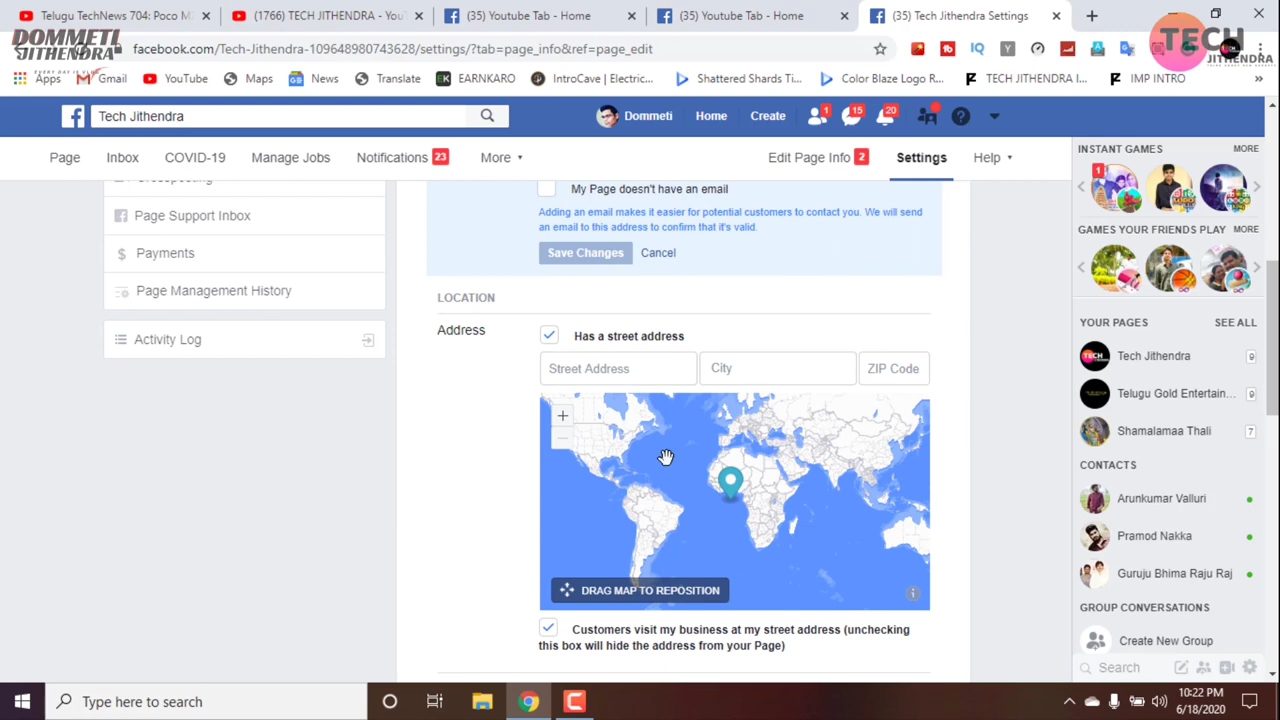 Telugu TechNews 704: Poco M
(1766) TECH JITHENDRA - You
(35) Youtube Tab - Home
(35) Youtube Tab - Home
(35) Tech Jithendra Settings
DOMMETI
JITHENDRA
facebook.com/Tech-Jithendra-109648980743628/settings/?tab=page_info&ref=page_edit
TECH
JITHENDRA
Apps
Gmail
YouTube
Maps
News
Translate
EARNKARO
IntroCave | Electric...
Shattered Shards Ti...
Color Blaze Logo R...
TECH JITHENDRA I...
IMP INTRO
Tech Jithendra
Dommeti
Home
Create
1
15
20
Page
Inbox
COVID-19
Manage Jobs
Notifications 23
More
Edit Page Info 2
Settings
Help
Page Support Inbox
Payments
Page Management History
Activity Log
My Page doesn't have an email
Adding an email makes it easier for potential customers to contact you. We will send
an email to this address to confirm that it's valid.
Save Changes
Cancel
LOCATION
Address
Has a street address
Street Address
City
ZIP Code
DRAG MAP TO REPOSITION
Customers visit my business at my street address (unchecking
this box will hide the address from your Page)
INSTANT GAMES
MORE
1
GAMES YOUR FRIENDS PLAY
MORE
YOUR PAGES
SEE ALL
Tech Jithendra
9
Telugu Gold Entertain...
9
Shamalamaa Thali
7
CONTACTS
Arunkumar Valluri
Pramod Nakka
Guruju Bhima Raju Raj
GROUP CONVERSATIONS
Create New Group
Search
Type here to search
10:22 PM
6/18/2020